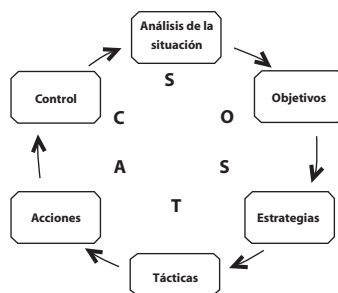 Análisis de la
situación
Objetivos
Estrategias
Tácticas
Acciones
Control
S
O
S
T
A
C